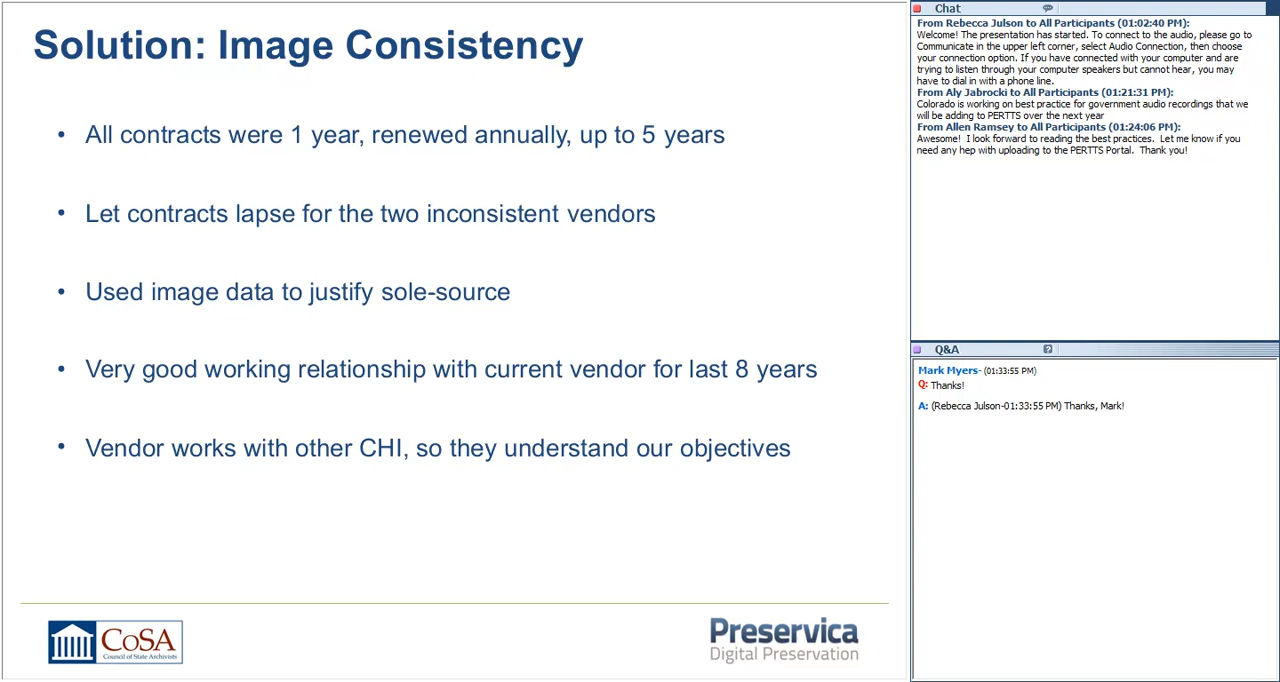 Solution: Image Consistency
• All contracts were 1 year, renewed annually, up to 5 years
• Let contracts lapse for the two inconsistent vendors
• Used image data to justify sole-source
• Very good working relationship with current vendor for last 8 years
• Vendor works with other CHI, so they understand our objectives
CoSA
Council of State Archivists
Preservica
Digital Preservation
Chat
From Rebecca Julson to All Participants (01:02:40 PM):
Welcome! The presentation has started. To connect to the audio, please go to
Communicate in the upper left corner, select Audio Connection, then choose
your connection option. If you have connected with your computer and are
trying to listen through your computer speakers but cannot hear, you may
have to dial in with a phone line.
From Aly Jabrocki to All Participants (01:21:31 PM):
Colorado is working on best practice for government audio recordings that we
will be adding to PERTTS over the next year
From Allen Ramsey to All Participants (01:24:06 PM):
Awesome!  I look forward to reading the best practices.  Let me know if you
need any hep with uploading to the PERTTS Portal.  Thank you!
Q&A
Mark Myers- (01:33:55 PM)
Q: Thanks!
A: (Rebecca Julson-01:33:55 PM) Thanks, Mark!